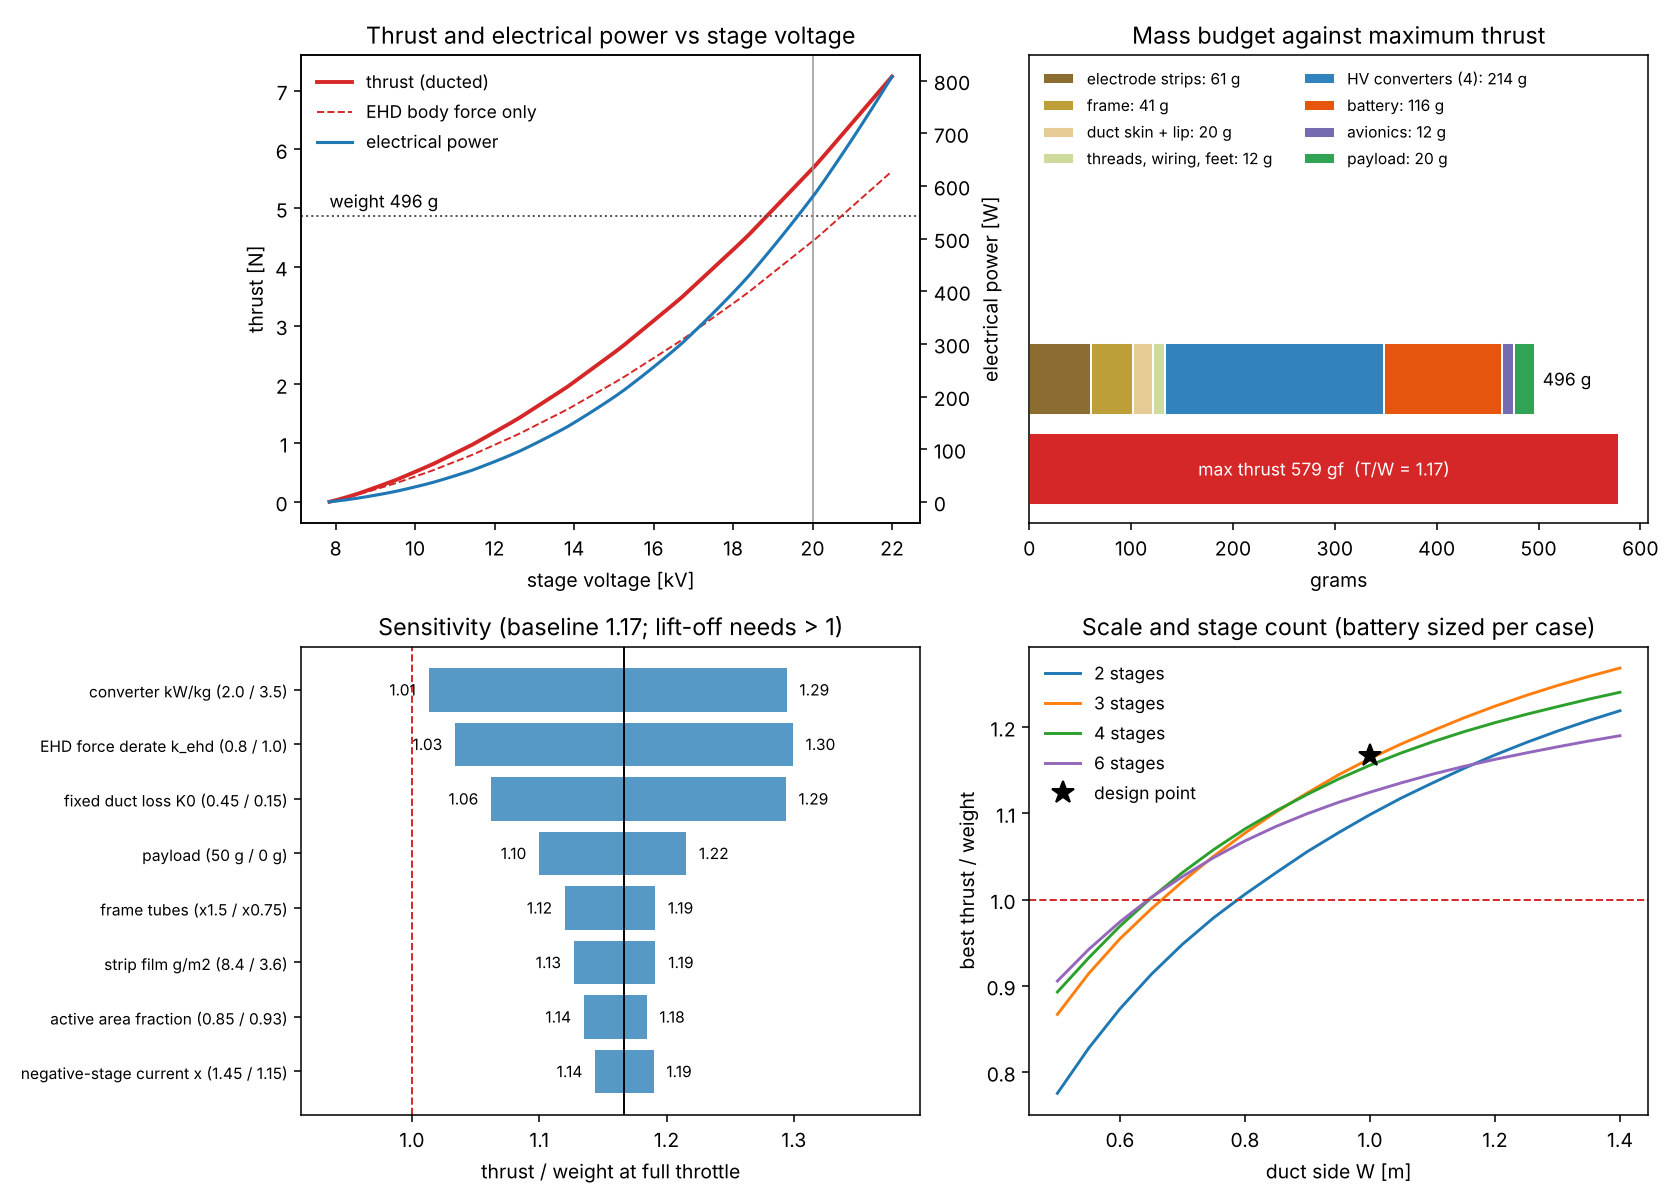 Thrust and electrical power vs stage voltage
thrust (ducted)
EHD body force only
electrical power
weight 496 g
7
6
5
4
3
2
1
0
thrust [N]
800
700
600
500
400
300
200
100
0
electrical power [W]
8
10
12
14
16
18
20
22
stage voltage [kV]
Mass budget against maximum thrust
electrode strips: 61 g
frame: 41 g
duct skin + lip: 20 g
threads, wiring, feet: 12 g
HV converters (4): 214 g
battery: 116 g
avionics: 12 g
payload: 20 g
496 g
max thrust 579 gf (T/W = 1.17)
0
100
200
300
400
500
600
grams
Sensitivity (baseline 1.17; lift-off needs > 1)
converter kW/kg (2.0 / 3.5)
1.01
1.29
EHD force derate k_ehd (0.8 / 1.0)
1.03
1.30
fixed duct loss K0 (0.45 / 0.15)
1.06
1.29
payload (50 g / 0 g)
1.10
1.22
frame tubes (x1.5 / x0.75)
1.12
1.19
strip film g/m2 (8.4 / 3.6)
1.13
1.19
active area fraction (0.85 / 0.93)
1.14
1.18
negative-stage current x (1.45 / 1.15)
1.14
1.19
1.0
1.1
1.2
1.3
thrust / weight at full throttle
Scale and stage count (battery sized per case)
2 stages
3 stages
4 stages
6 stages
design point
1.2
1.1
1.0
0.9
0.8
best thrust / weight
0.6
0.8
1.0
1.2
1.4
duct side W [m]